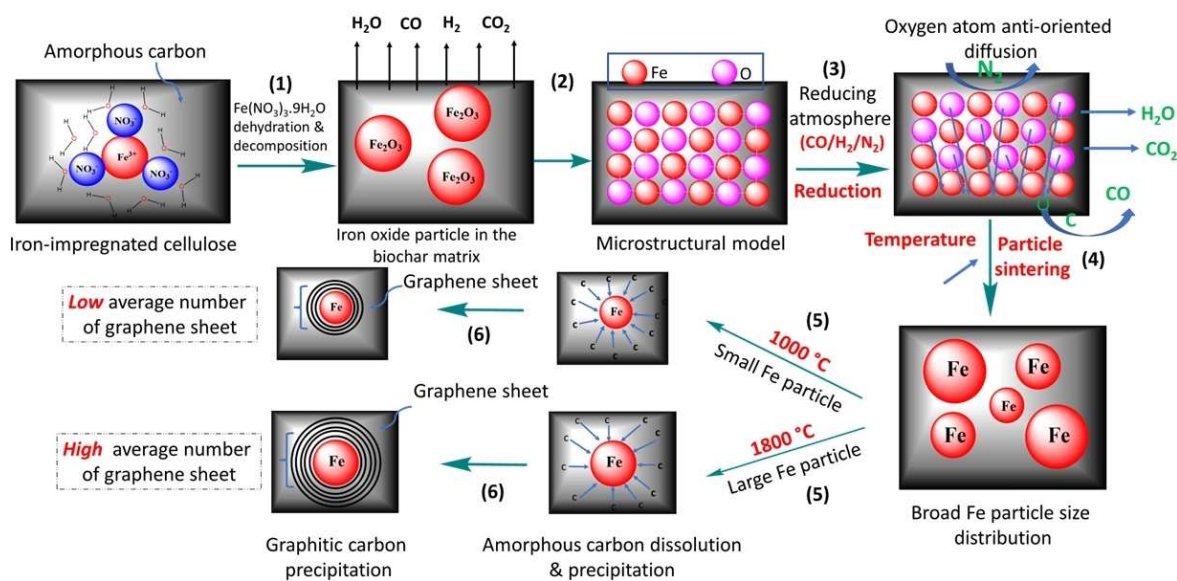 Amorphous carbon
NO₃⁻
Fe³⁺
NO₃⁻
NO₃⁻
Iron-impregnated cellulose
(1)
Fe(NO₃)₃.9H₂O
dehydration &
decomposition
H₂O
CO
H₂
CO₂
Fe₂O₃
Fe₂O₃
Fe₂O₃
Iron oxide particle in the
biochar matrix
(2)
Fe
O
Microstructural model
(3)
Reducing
atmosphere
(CO/H₂/N₂)
Reduction
Oxygen atom anti-oriented
diffusion
N₂
H₂O
CO₂
C
CO
Temperature
Particle
sintering
(4)
Fe
Fe
Fe
Fe
Fe
Broad Fe particle size
distribution
(5)
1000 °C
Small Fe particle
1800 °C
Large Fe particle
(5)
Fe
C
C
C
C
C
C
C
C
C
C
C
C
(6)
Graphene sheet
Fe
Low average number
of graphene sheet
Fe
C
C
C
C
C
C
C
C
C
C
C
C
Amorphous carbon dissolution
& precipitation
(6)
Graphene sheet
Fe
Graphitic carbon
precipitation
High average number
of graphene sheet